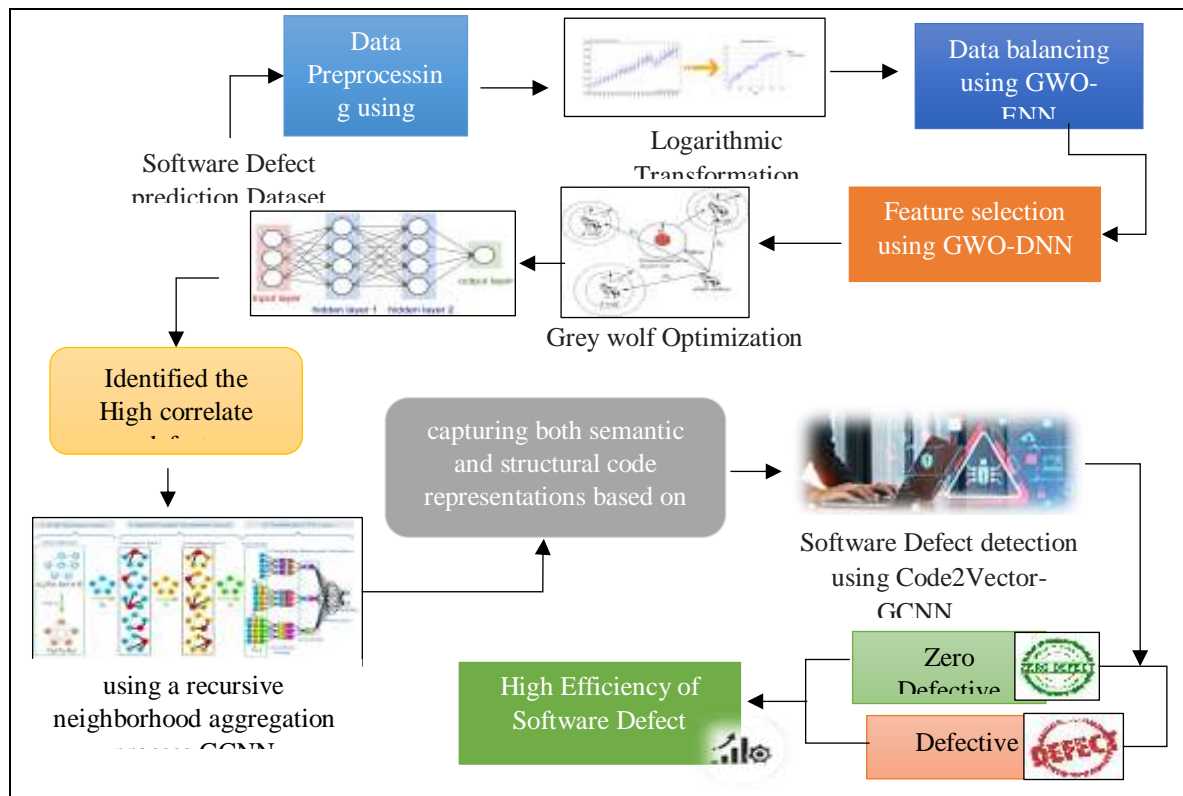 Data
Preprocessin
g using
Logarithmic
Transformation
Data balancing
using GWO-
ENN
Software Defect
prediction Dataset
Feature selection
using GWO-DNN
Grey wolf Optimization
input layer
hidden layer 1
hidden layer 2
output layer
Identified the
High correlate
capturing both semantic
and structural code
representations based on
Software Defect detection
using Code2Vector-
GCNN
using a recursive
neighborhood aggregation
process GCNN
Zero
Defective
ZERO DEFECT
Defective
DEFECT
High Efficiency of
Software Defect